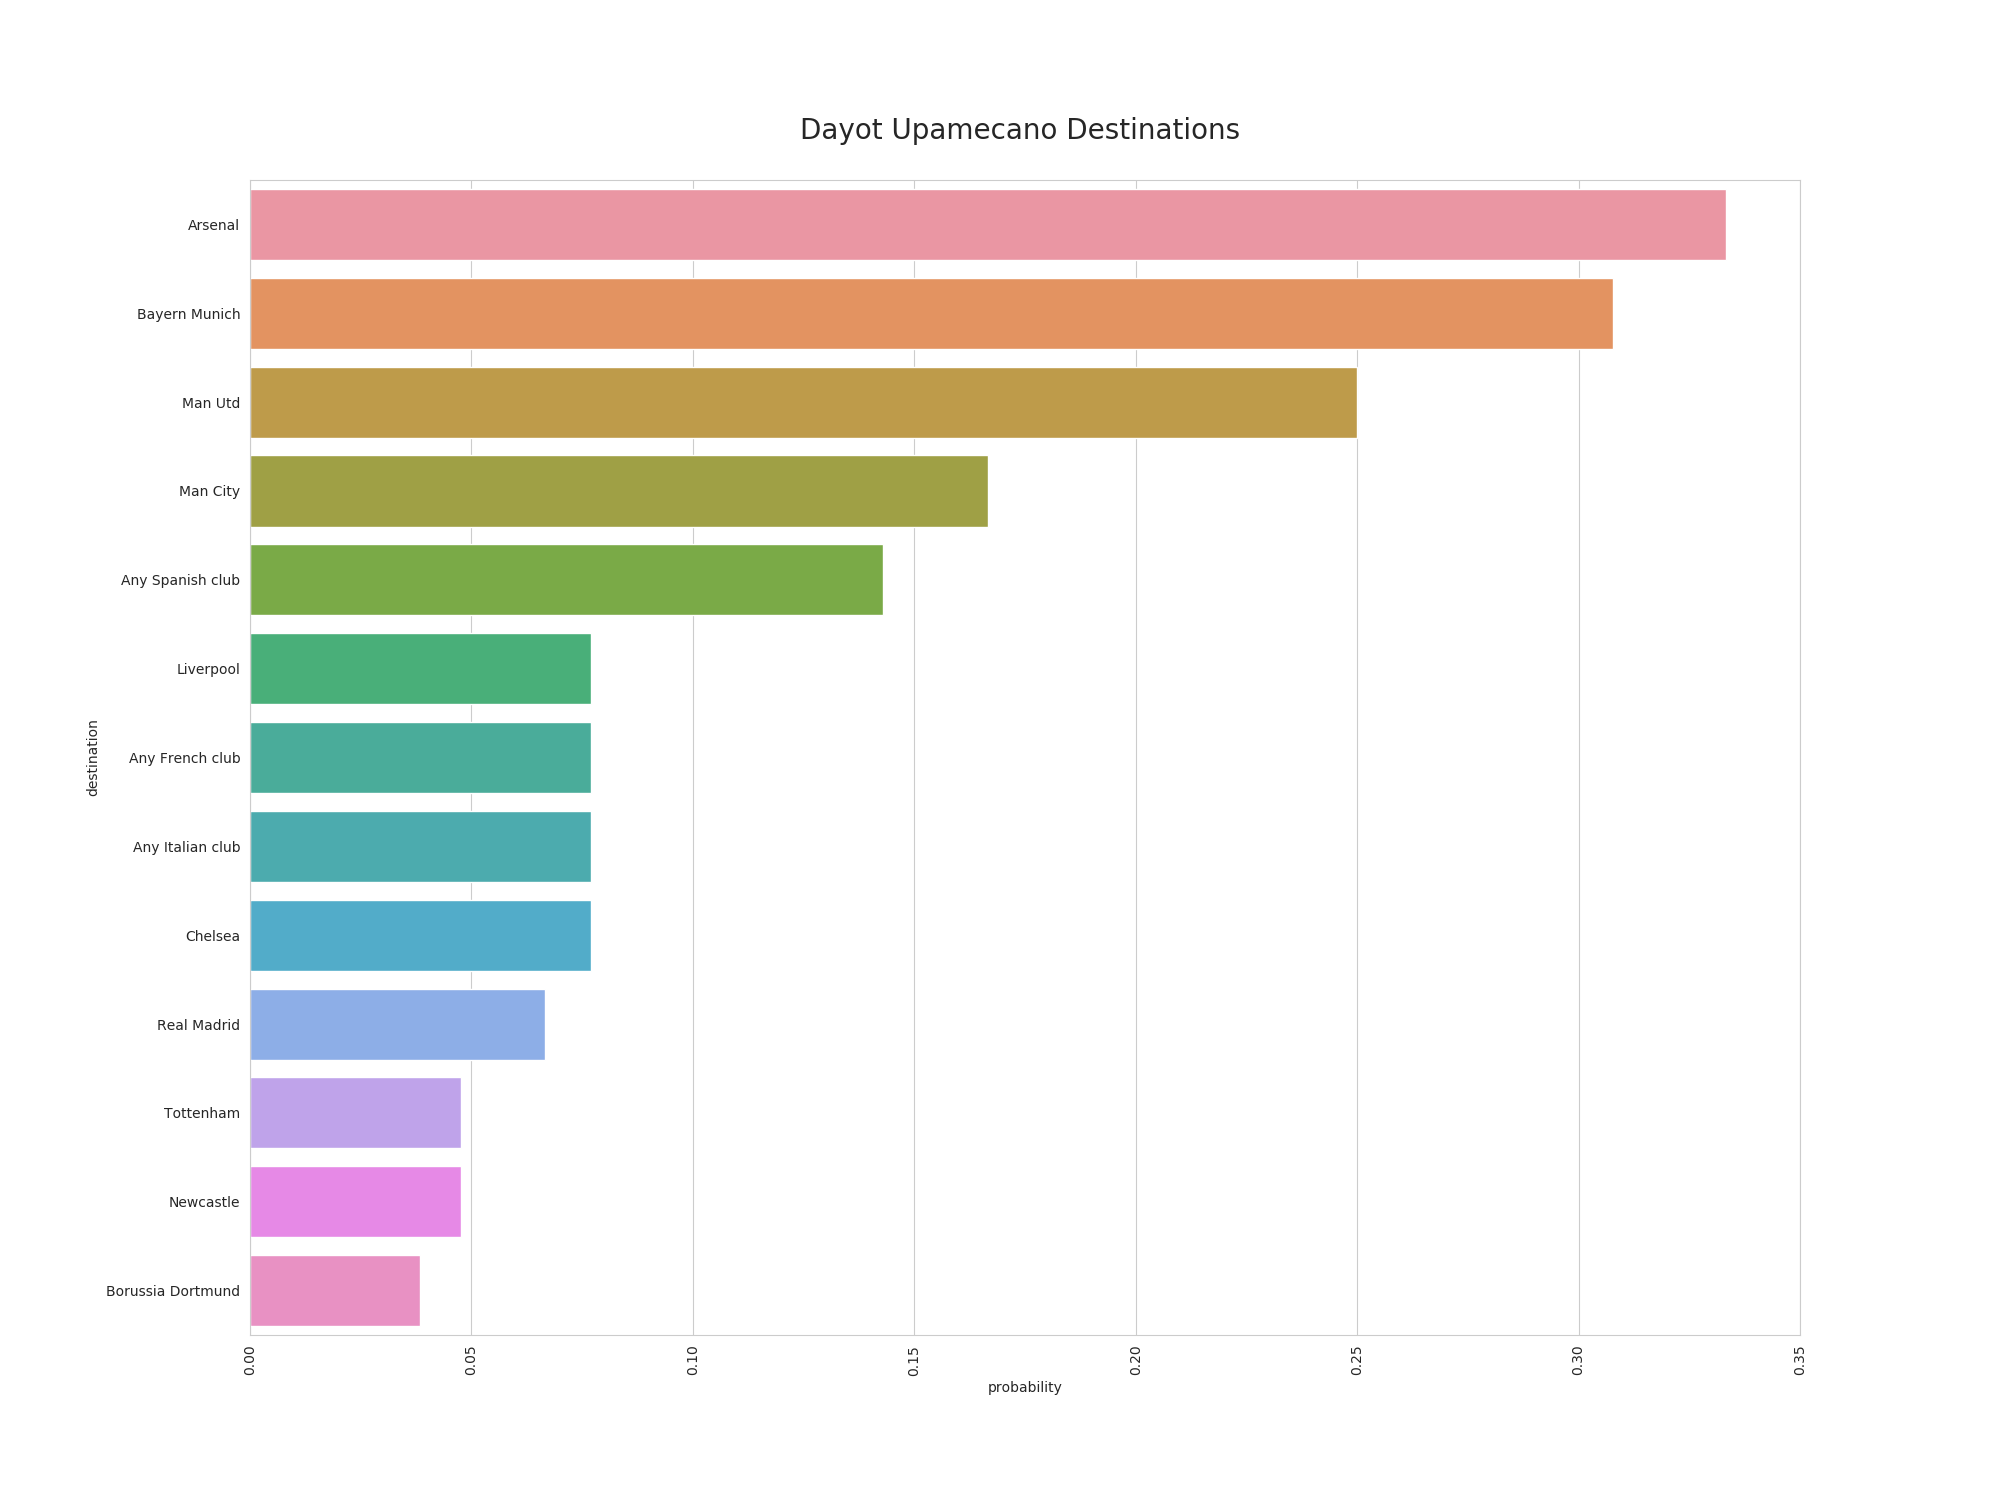 Dayot Upamecano Destinations
Arsenal
Bayern Munich
Man Utd
Man City
Any Spanish club
Liverpool
Any French club
Any Italian club
Chelsea
Real Madrid
Tottenham
Newcastle
Borussia Dortmund
destination
0.00
0.05
0.10
0.15
0.20
0.25
0.30
0.35
probability